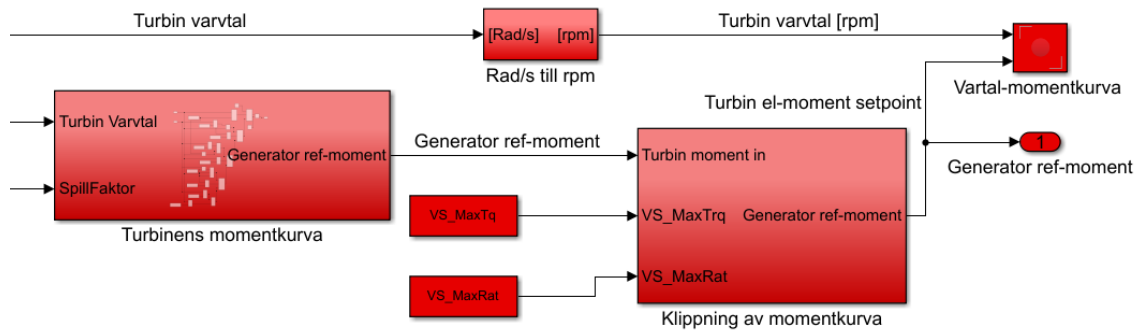 Turbin varvtal
[Rad/s] [rpm]
Turbin varvtal [rpm]
Rad/s till rpm
Vartal-momentkurva
Turbin el-moment setpoint
Turbin Varvtal
Generator ref-moment
SpillFaktor
Turbinens momentkurva
Generator ref-moment
VS_MaxTq
VS_MaxRat
Turbin moment in
VS_MaxTrq
Generator ref-moment
VS_MaxRat
Klippning av momentkurva
1
Generator ref-moment